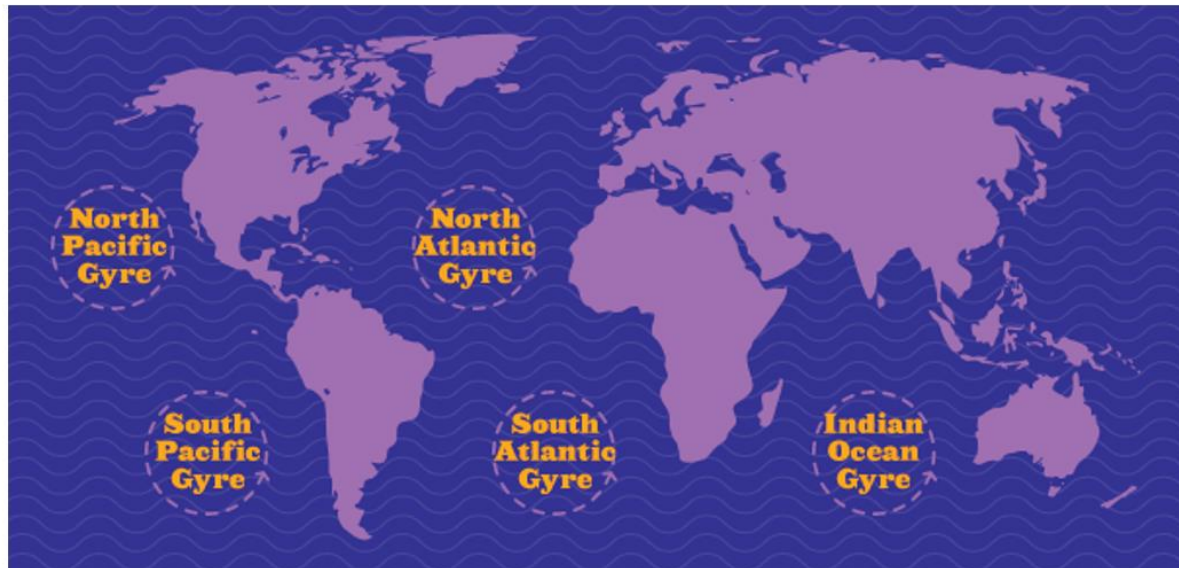 North
Pacific
Gyre
North
Atlantic
Gyre
South
Pacific
Gyre
South
Atlantic
Gyre
Indian
Ocean
Gyre